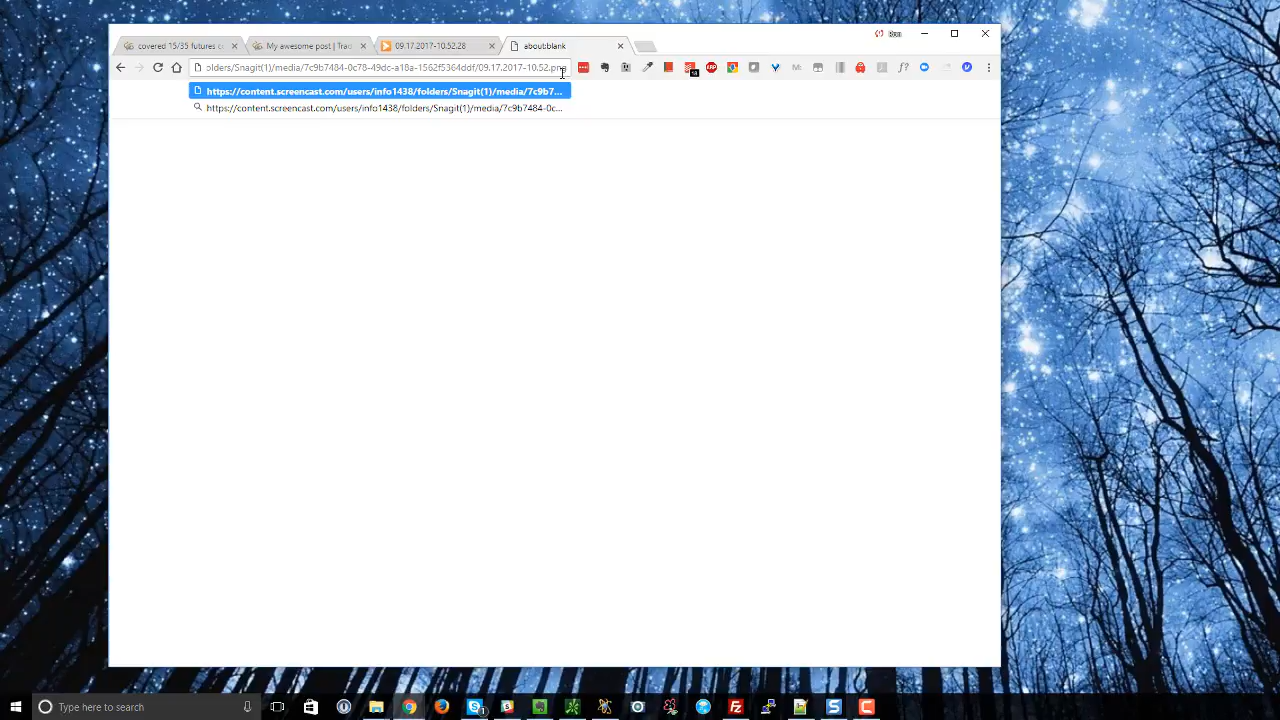 covered 15/35 futures c
My awesome post | Trad
09.17.2017-10.52.28
about:blank
Ben
olders/Snagit(1)/media/7c9b7484-0c78-49dc-a18a-1562f5364ddf/09.17.2017-10.52.png
https://content.screencast.com/users/info1438/folders/Snagit(1)/media/7c9b7...
https://content.screencast.com/users/info1438/folders/Snagit(1)/media/7c9b7484-0c...
Type here to search